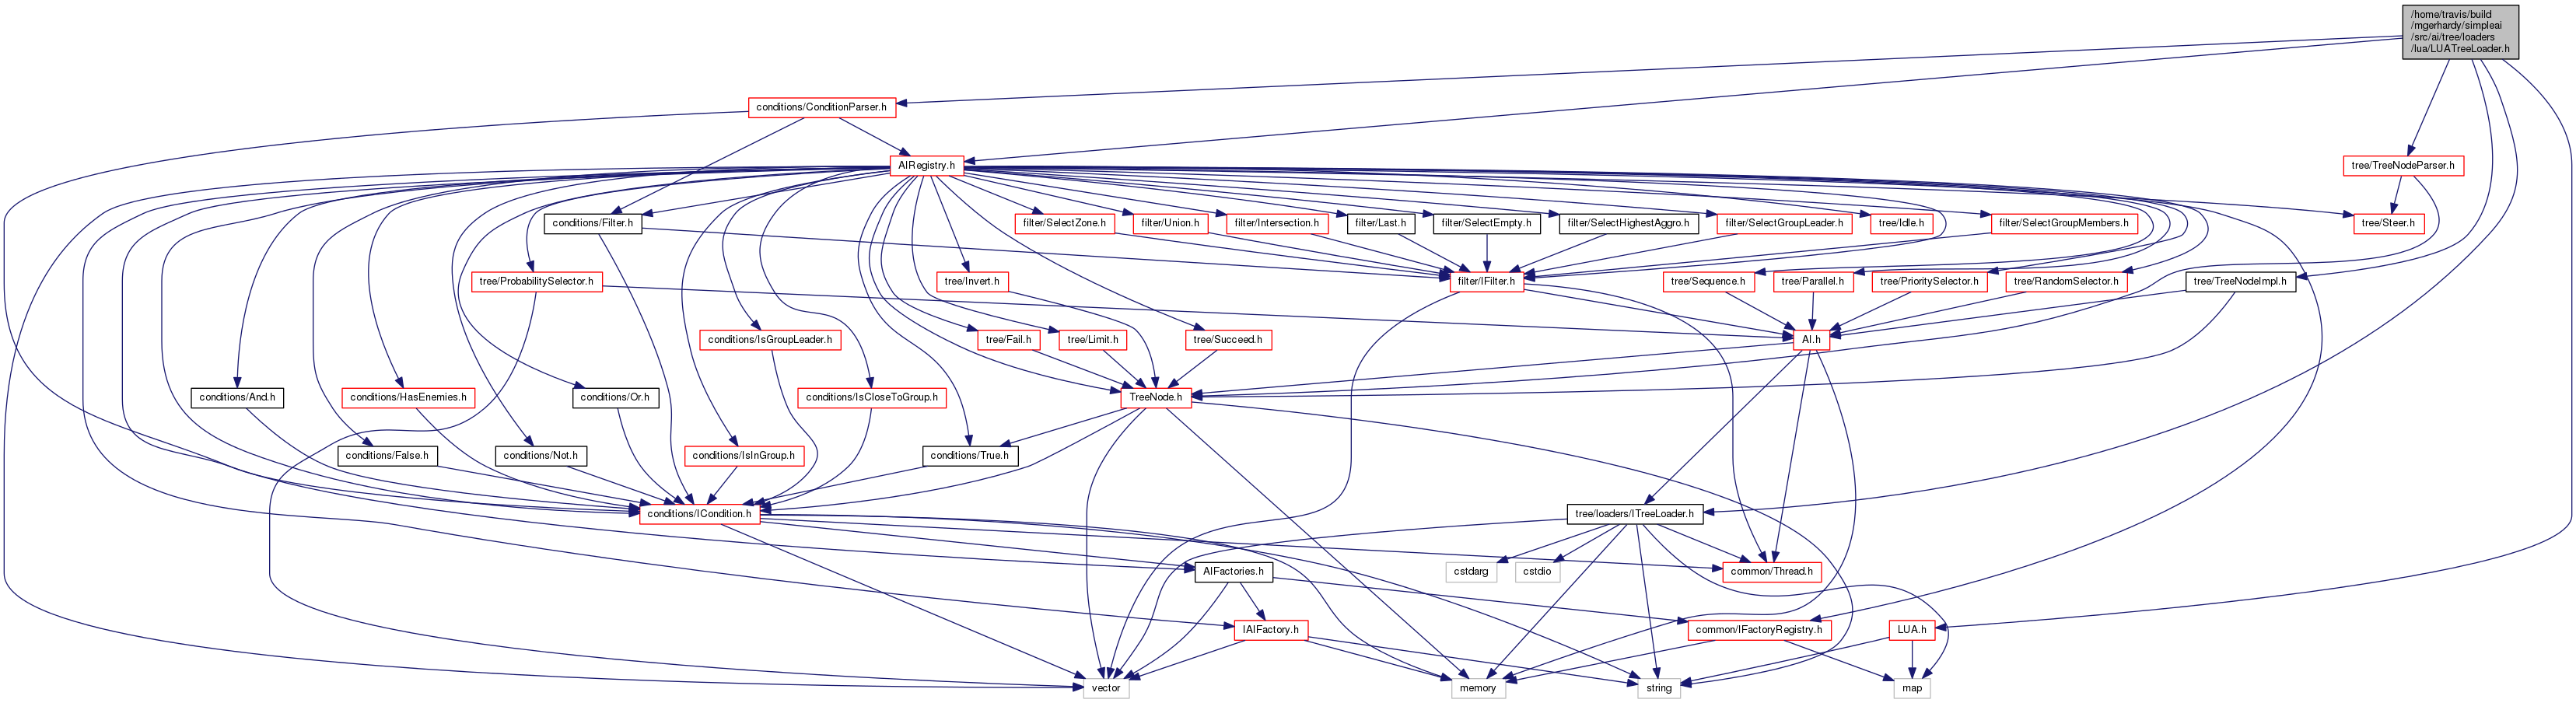 /home/travis/build
/mgerhardy/simpleai
/src/ai/tree/loaders
/lua/LUATreeLoader.h
conditions/ConditionParser.h
AIRegistry.h
tree/TreeNodeParser.h
conditions/Filter.h
filter/SelectZone.h
filter/Union.h
filter/Intersection.h
filter/Last.h
filter/SelectEmpty.h
filter/SelectHighestAggro.h
filter/SelectGroupLeader.h
tree/Idle.h
filter/SelectGroupMembers.h
tree/Steer.h
tree/ProbabilitySelector.h
tree/Invert.h
filter/IFilter.h
tree/Sequence.h
tree/Parallel.h
tree/PrioritySelector.h
tree/RandomSelector.h
tree/TreeNodeImpl.h
conditions/IsGroupLeader.h
tree/Fail.h
tree/Limit.h
tree/Succeed.h
AI.h
conditions/And.h
conditions/HasEnemies.h
conditions/Or.h
conditions/IsCloseToGroup.h
TreeNode.h
conditions/False.h
conditions/Not.h
conditions/IsInGroup.h
conditions/True.h
conditions/ICondition.h
tree/loaders/ITreeLoader.h
AIFactories.h
cstdarg
cstdio
common/Thread.h
IAIFactory.h
common/IFactoryRegistry.h
LUA.h
vector
memory
string
map